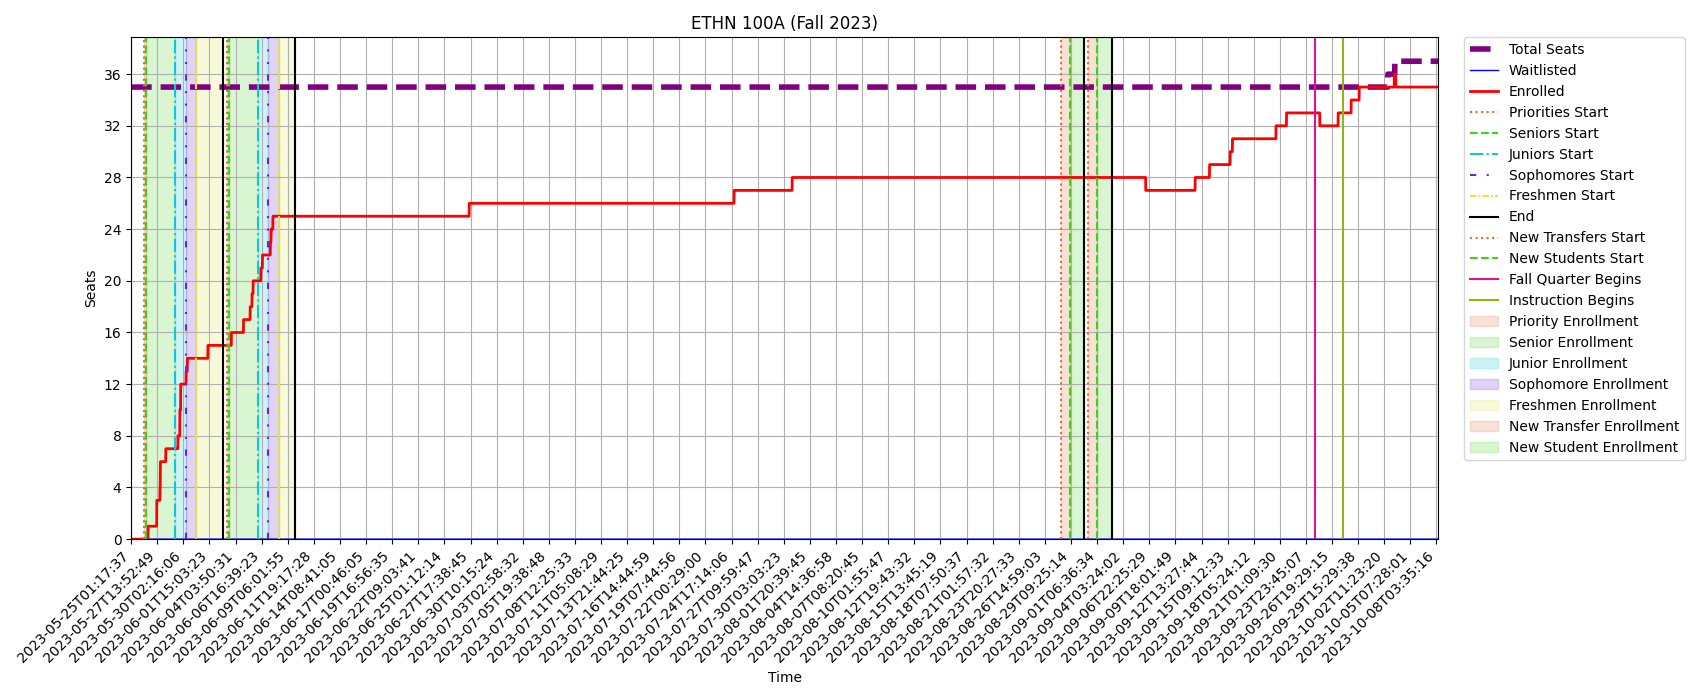 ETHN 100A (Fall 2023)
Seats
36
32
28
24
20
16
12
8
4
0
2023-05-25T01:17:37
2023-05-27T13:52:49
2023-05-30T02:16:06
2023-06-01T15:03:23
2023-06-04T03:50:31
2023-06-06T16:39:23
2023-06-09T06:01:55
2023-06-11T19:17:28
2023-06-14T08:41:05
2023-06-17T00:46:05
2023-06-19T16:56:35
2023-06-22T09:03:41
2023-06-25T01:12:14
2023-06-27T17:38:45
2023-06-30T10:15:24
2023-07-03T02:58:32
2023-07-05T19:38:48
2023-07-08T12:25:33
2023-07-11T05:08:29
2023-07-13T21:44:25
2023-07-16T14:44:59
2023-07-19T07:44:56
2023-07-22T00:29:00
2023-07-24T17:14:06
2023-07-27T09:59:47
2023-07-30T03:03:23
2023-08-01T20:39:45
2023-08-04T14:36:58
2023-08-07T08:20:45
2023-08-10T01:55:47
2023-08-12T19:43:32
2023-08-15T13:45:19
2023-08-18T07:50:37
2023-08-21T01:57:32
2023-08-23T20:27:33
2023-08-26T14:59:03
2023-08-29T09:25:14
2023-09-01T06:36:34
2023-09-04T03:24:02
2023-09-06T22:25:29
2023-09-09T18:01:49
2023-09-12T13:27:44
2023-09-15T09:12:33
2023-09-18T05:24:12
2023-09-21T01:09:30
2023-09-23T23:45:07
2023-09-26T19:29:15
2023-09-29T15:29:38
2023-10-02T11:23:20
2023-10-05T07:28:01
2023-10-08T03:35:16
Time
Total Seats
Waitlisted
Enrolled
Priorities Start
Seniors Start
Juniors Start
Sophomores Start
Freshmen Start
End
New Transfers Start
New Students Start
Fall Quarter Begins
Instruction Begins
Priority Enrollment
Senior Enrollment
Junior Enrollment
Sophomore Enrollment
Freshmen Enrollment
New Transfer Enrollment
New Student Enrollment